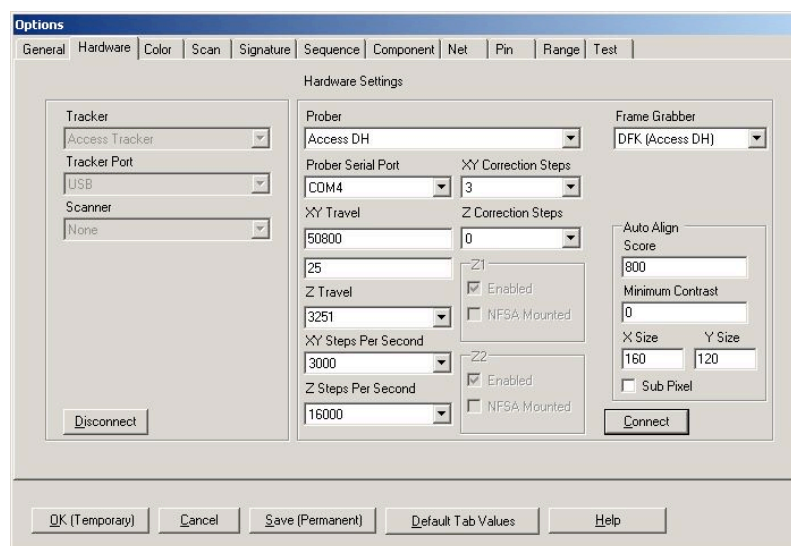 Options
General Hardware Color Scan Signature Sequence Component Net Pin Range Test
Hardware Settings
Tracker
Access Tracker
Tracker Port
USB
Scanner
None
Disconnect
Prober
Access DH
Prober Serial Port
COM4
XY Travel
50800
25
Z Travel
3251
XY Steps Per Second
3000
Z Steps Per Second
16000
XY Correction Steps
3
Z Correction Steps
0
Z1
Enabled
NFSA Mounted
Z2
Enabled
NFSA Mounted
Frame Grabber
DFK (Access DH)
Auto Align
Score
800
Minimum Contrast
0
X Size Y Size
160 120
Sub Pixel
Connect
OK (Temporary) Cancel Save (Permanent) Default Tab Values Help